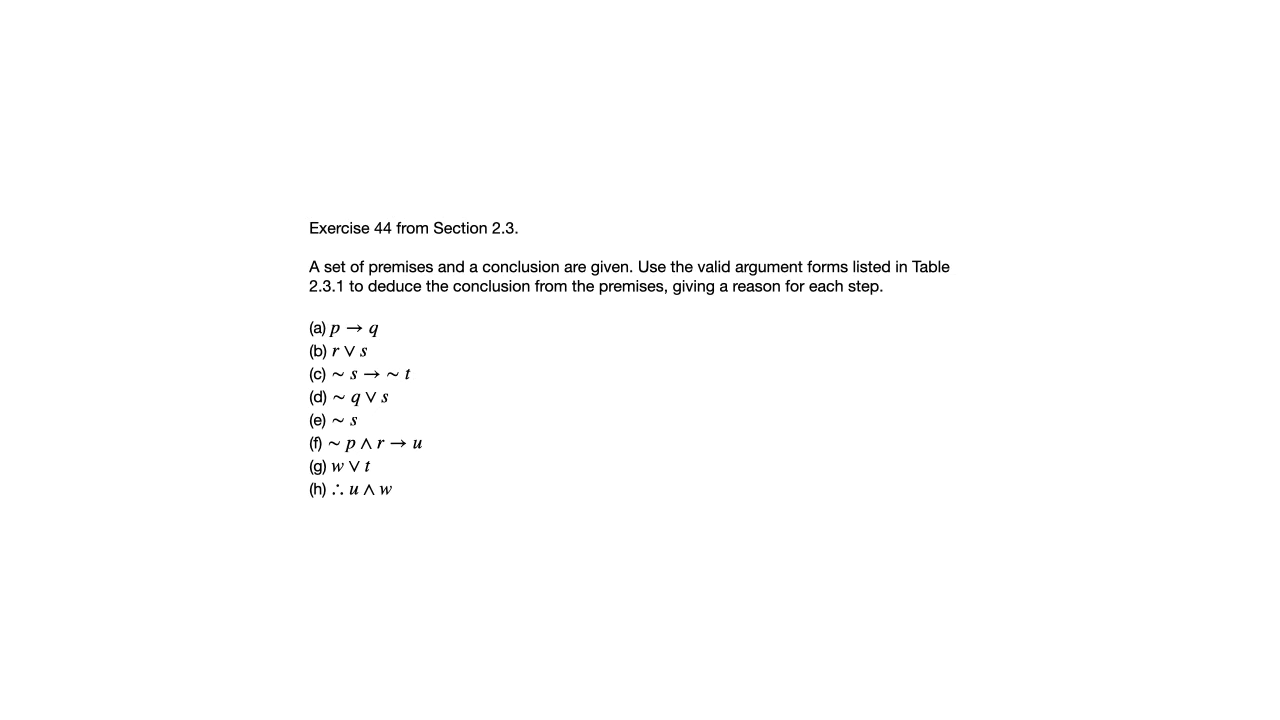 Exercise 44 from Section 2.3.
A set of premises and a conclusion are given. Use the valid argument forms listed in Table
2.3.1 to deduce the conclusion from the premises, giving a reason for each step.
(a) p → q
(b) r ∨ s
(c) ∼ s → ∼ t
(d) ∼ q ∨ s
(e) ∼ s
(f) ∼ p ∧ r → u
(g) w ∨ t
(h) ∴ u ∧ w